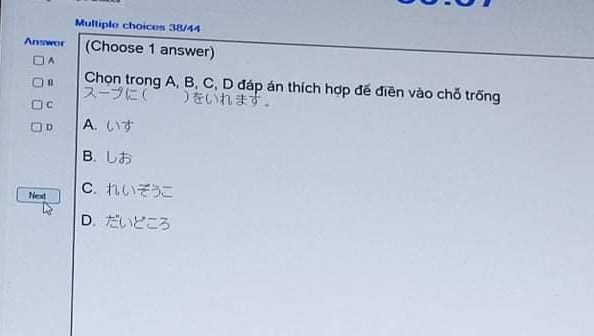 Multiple choices 38/44
Answer
(Choose 1 answer)
A
B
C
D
Chọn trong A, B, C, D đáp án thích hợp để điền vào chỗ trống
スープに( )をいれます。
A. いす
B. しお
C. れいぞうこ
D. だいどころ
Next